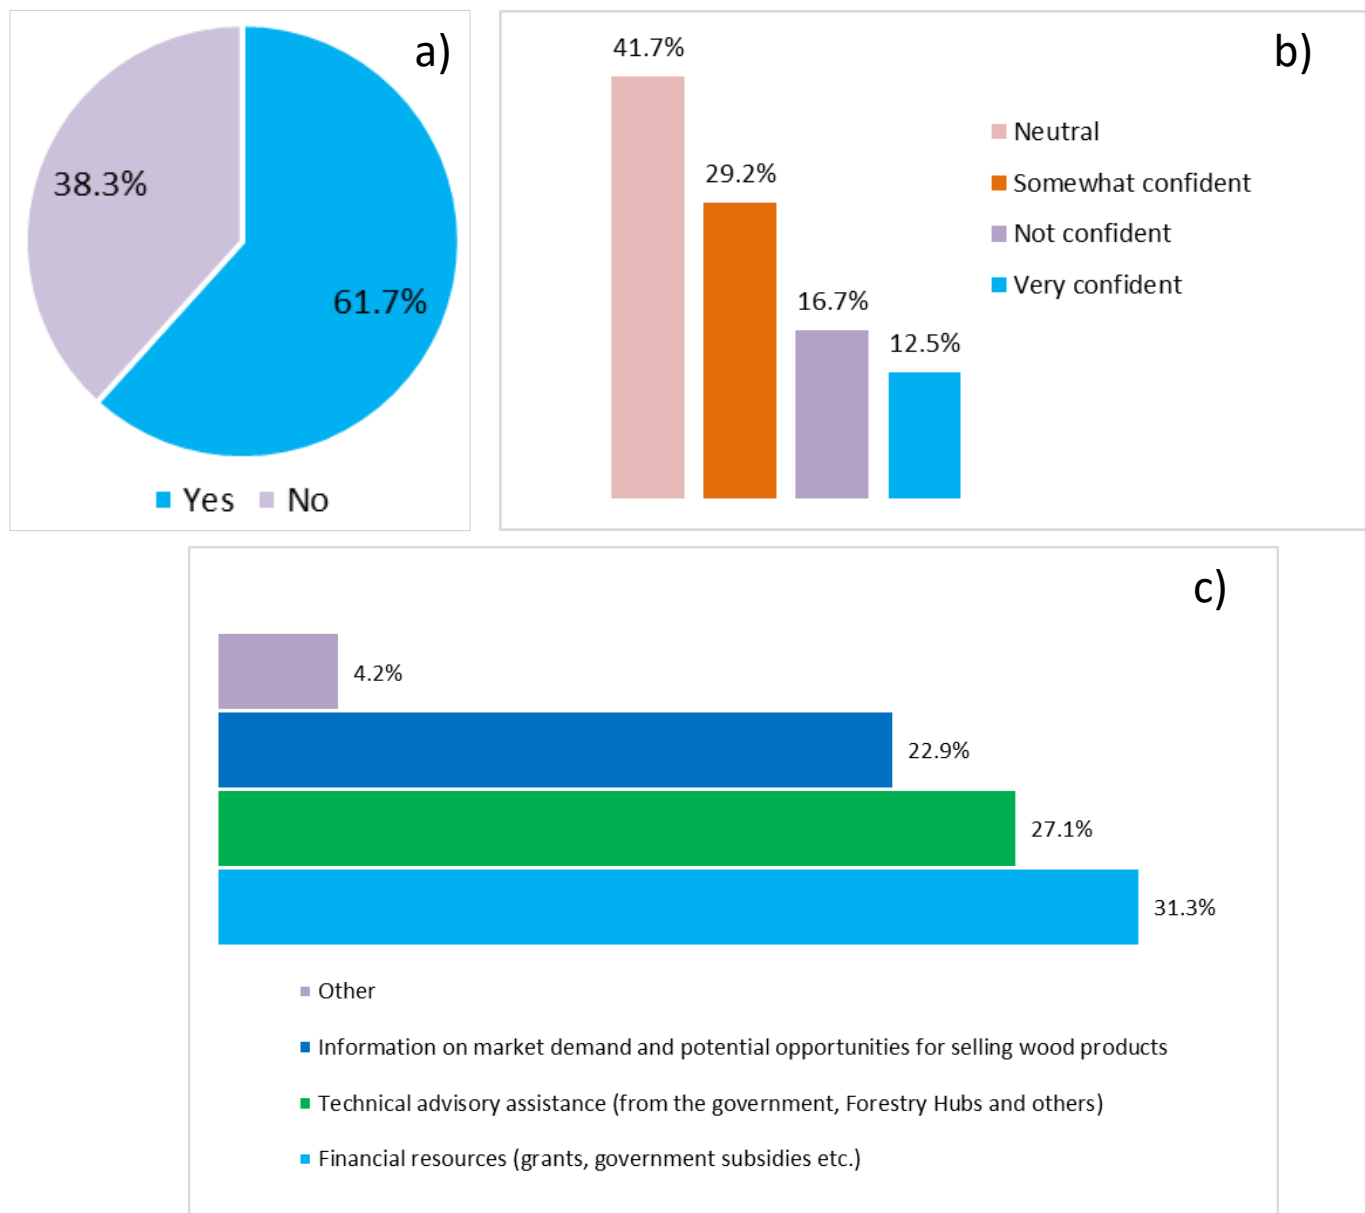 a)
38.3%
61.7%
Yes No
b)
41.7%
29.2%
16.7%
12.5%
Neutral
Somewhat confident
Not confident
Very confident
c)
4.2%
22.9%
27.1%
31.3%
Other
Information on market demand and potential opportunities for selling wood products
Technical advisory assistance (from the government, Forestry Hubs and others)
Financial resources (grants, government subsidies etc.)